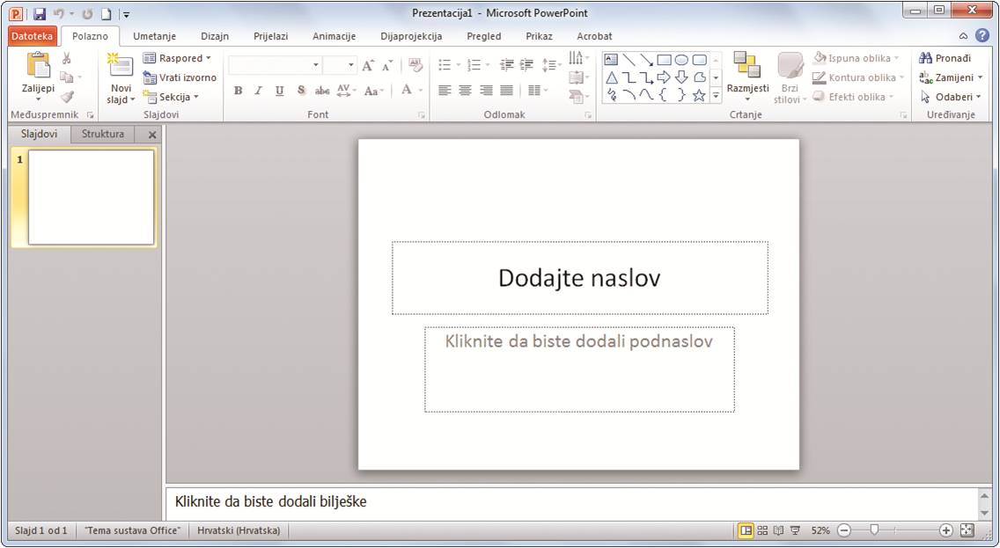 Prezentacija1 - Microsoft PowerPoint
Datoteka Polazno Umetanje Dizajn Prijelazi Animacije Dijaprojekcija Pregled Prikaz Acrobat
Zalijepi
Međuspremnik
Novi slajd
Raspored
Vrati izvorno
Sekcija
Slajdovi
B I U S abc AV Aa A
Font
Odlomak
Razmjesti
Brzi stilovi
Ispuna oblika
Kontura oblika
Efekti oblika
Crtanje
Pronađi
Zamijeni
Odaberi
Uređivanje
Slajdovi Struktura
1
Dodajte naslov
Kliknite da biste dodali podnaslov
Kliknite da biste dodali bilješke
Slajd 1 od 1 "Tema sustava Office" Hrvatski (Hrvatska) 52%